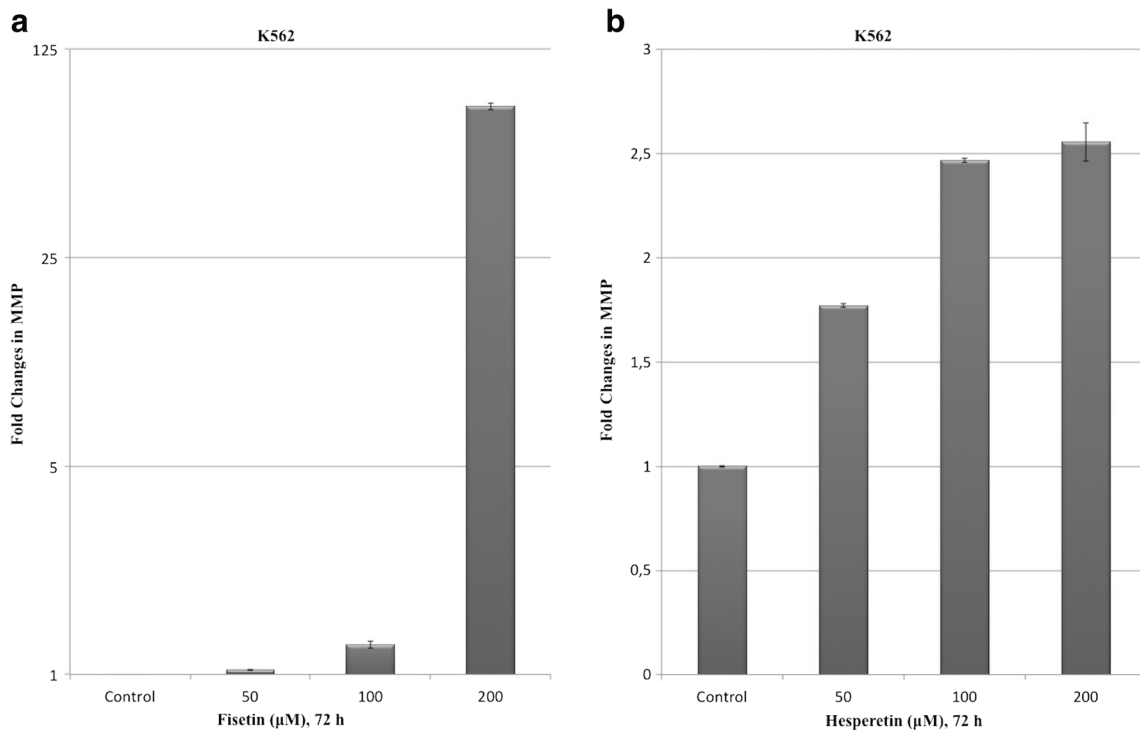 a
K562
Fold Changes in MMP
125
25
5
1
Control 50 100 200
Fisetin (μM), 72 h
b
K562
Fold Changes in MMP
3
2,5
2
1,5
1
0,5
0
Control 50 100 200
Hesperetin (μM), 72 h